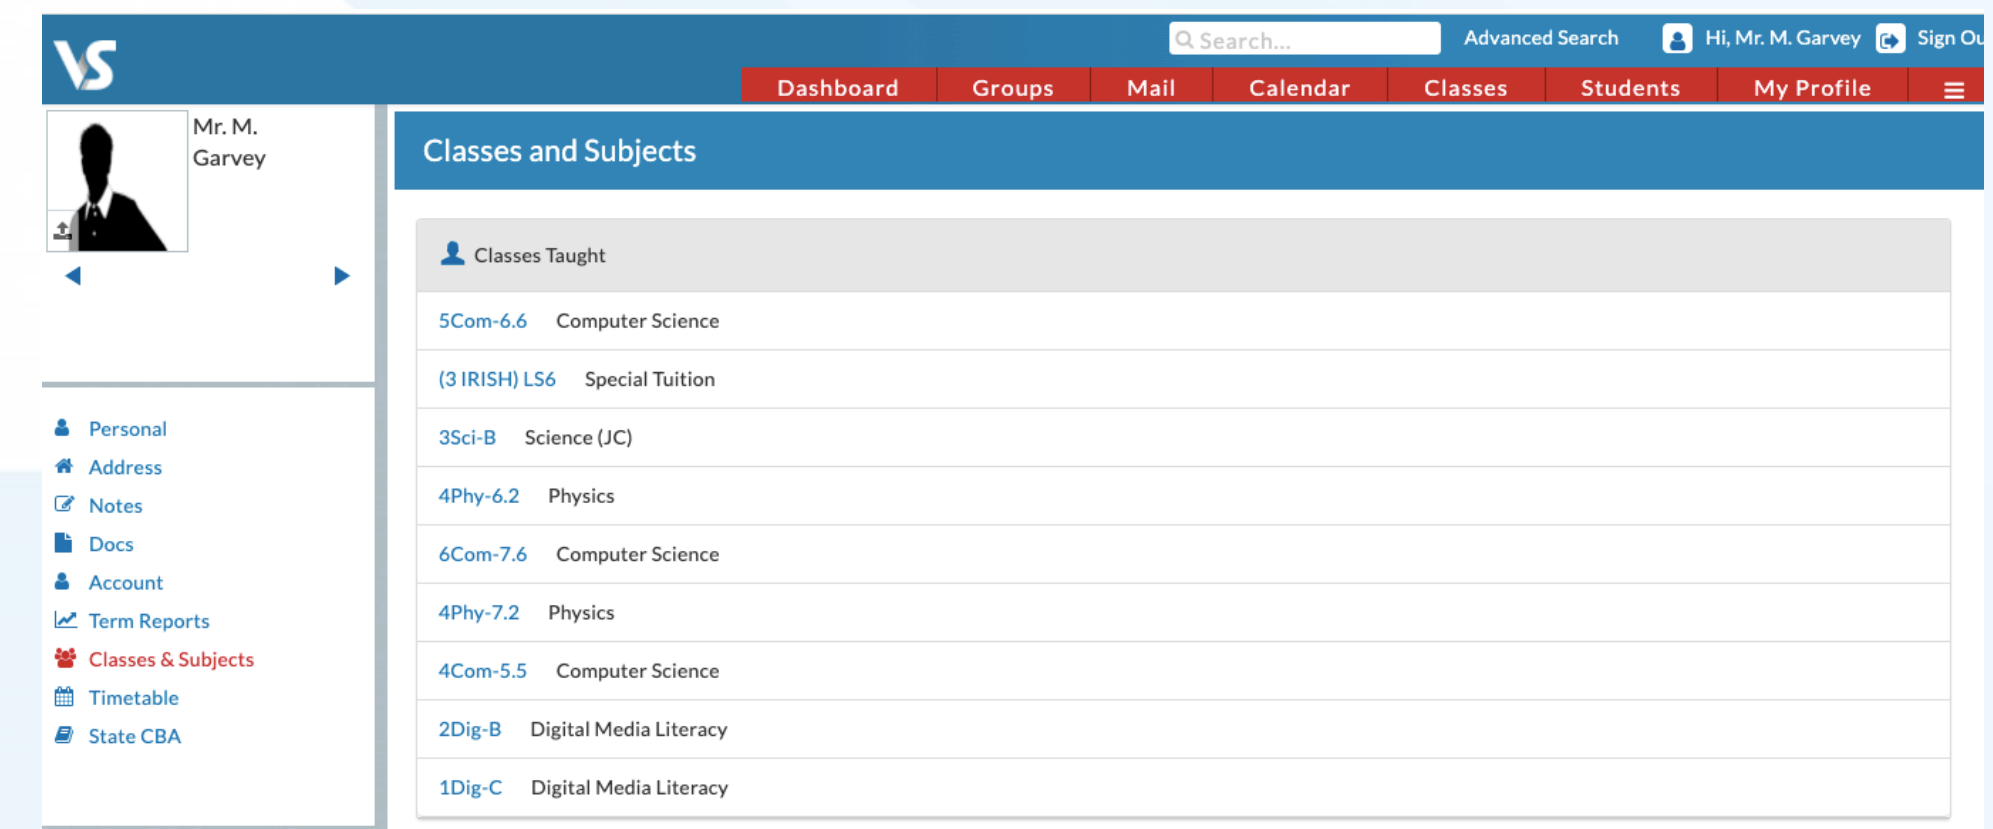 VS
Search...
Advanced Search
Hi, Mr. M. Garvey
Sign Ou
Dashboard
Groups
Mail
Calendar
Classes
Students
My Profile
Mr. M.
Garvey
Personal
Address
Notes
Docs
Account
Term Reports
Classes & Subjects
Timetable
State CBA
Classes and Subjects
Classes Taught
5Com-6.6 Computer Science
(3 IRISH) LS6 Special Tuition
3Sci-B Science (JC)
4Phy-6.2 Physics
6Com-7.6 Computer Science
4Phy-7.2 Physics
4Com-5.5 Computer Science
2Dig-B Digital Media Literacy
1Dig-C Digital Media Literacy